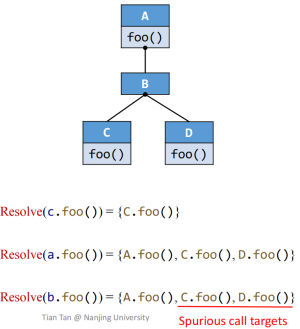 A
foo()
B
C
D
foo()
foo()
Resolve(c.foo()) = {C.foo()}
Resolve(a.foo()) = {A.foo(), C.foo(), D.foo()}
Resolve(b.foo()) = {A.foo(), C.foo(), D.foo()}
Tian Tan @ Nanjing University
Spurious call targets